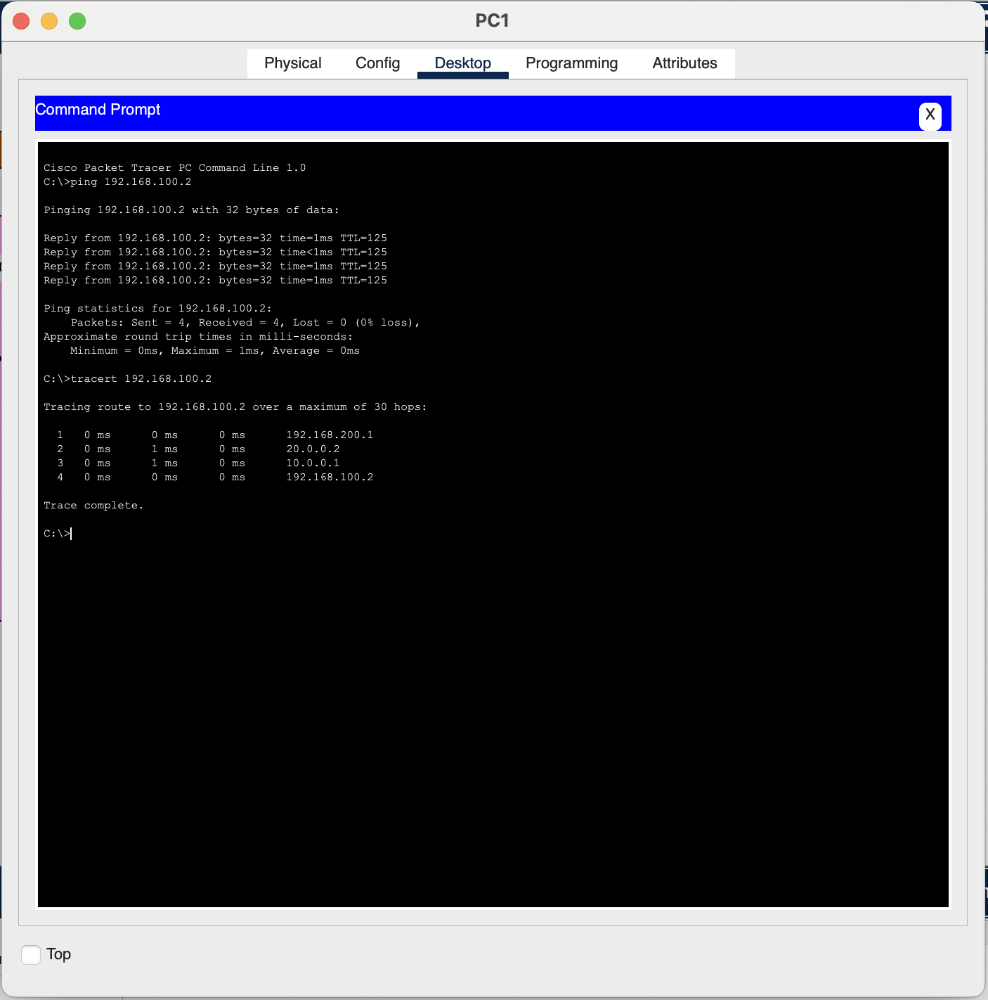 PC1
Physical Config Desktop Programming Attributes
Command Prompt
X
Cisco Packet Tracer PC Command Line 1.0
C:\>ping 192.168.100.2
Pinging 192.168.100.2 with 32 bytes of data:
Reply from 192.168.100.2: bytes=32 time=1ms TTL=125
Reply from 192.168.100.2: bytes=32 time<1ms TTL=125
Reply from 192.168.100.2: bytes=32 time=1ms TTL=125
Reply from 192.168.100.2: bytes=32 time=1ms TTL=125
Ping statistics for 192.168.100.2:
    Packets: Sent = 4, Received = 4, Lost = 0 (0% loss),
Approximate round trip times in milli-seconds:
    Minimum = 0ms, Maximum = 1ms, Average = 0ms
C:\>tracert 192.168.100.2
Tracing route to 192.168.100.2 over a maximum of 30 hops:
  1   0 ms      0 ms      0 ms      192.168.200.1
  2   0 ms      1 ms      0 ms      20.0.0.2
  3   0 ms      1 ms      0 ms      10.0.0.1
  4   0 ms      0 ms      0 ms      192.168.100.2
Trace complete.
C:\>
Top